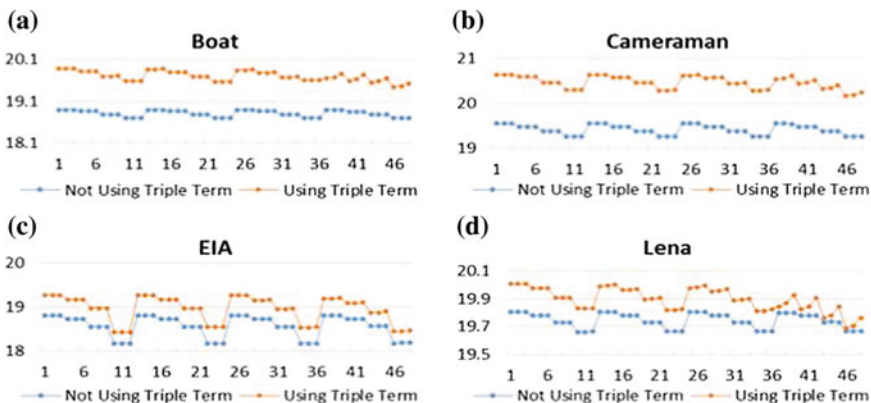 (a)
Boat
20.1
19.1
18.1
1 6 11 16 21 26 31 36 41 46
Not Using Triple Term Using Triple Term
(b)
Cameraman
21
20
19
1 6 11 16 21 26 31 36 41 46
Not Using Triple Term Using Triple Term
(c)
EIA
20
19
18
1 6 11 16 21 26 31 36 41 46
Not Using Triple Term Using Triple Term
(d)
Lena
20.1
19.9
19.7
19.5
1 6 11 16 21 26 31 36 41 46
Not Using Triple Term Using Triple Term